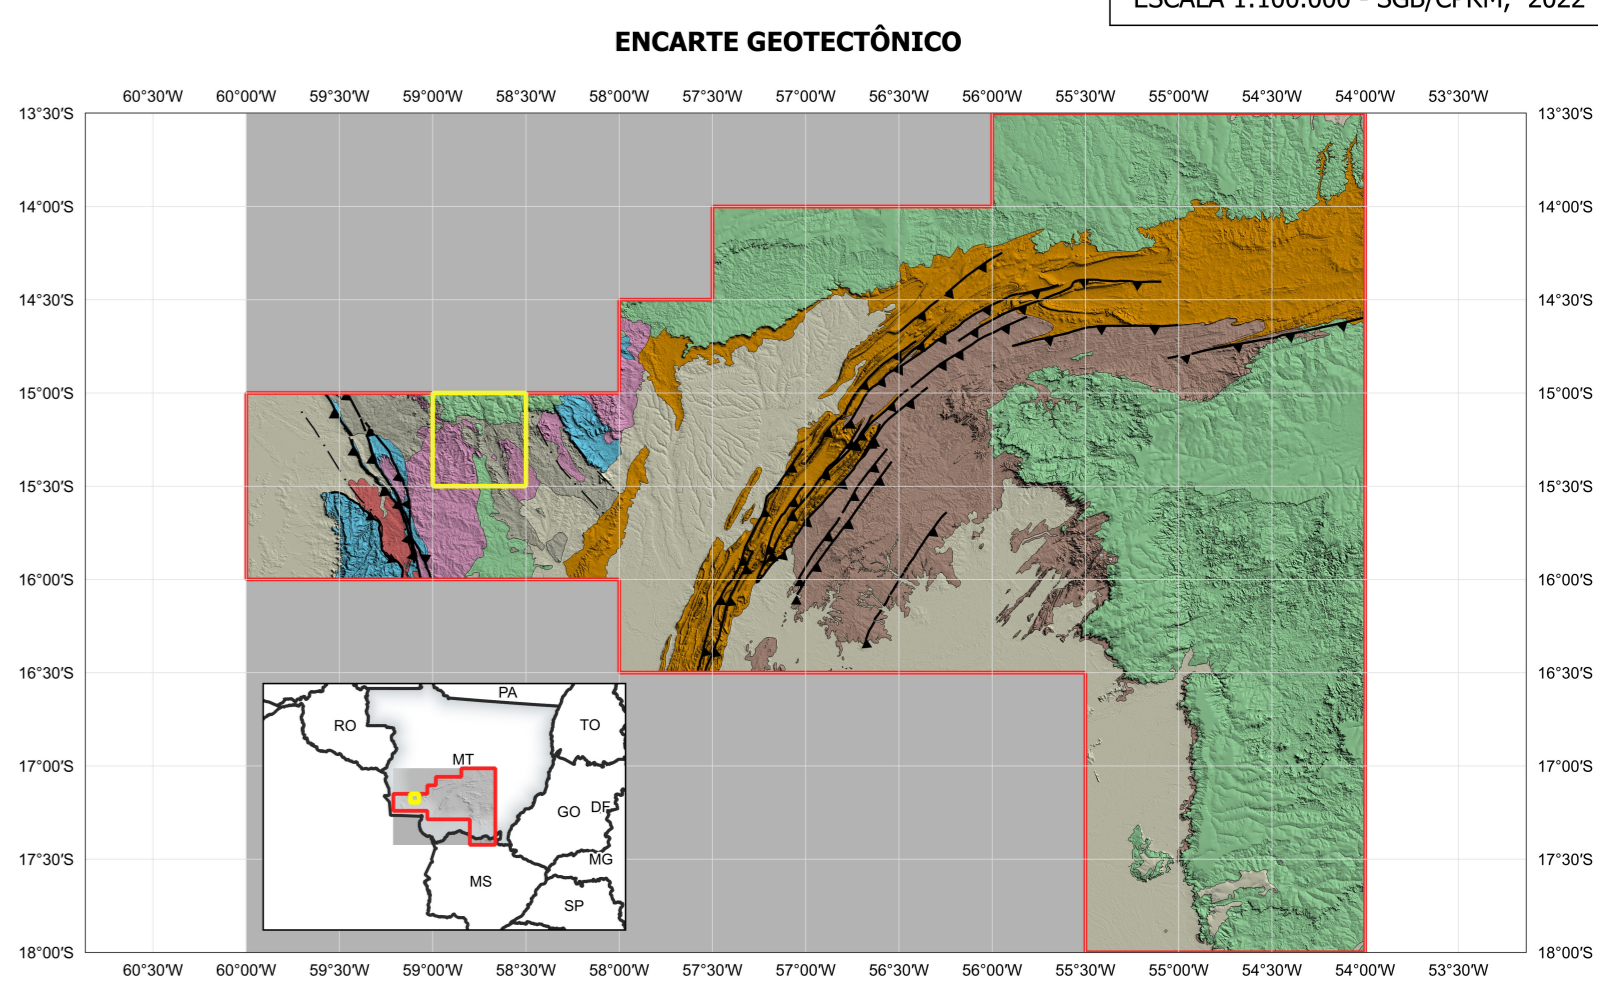 ESCALA 1:100.000 - SGB/CPRM, 2022
ENCARTE GEOTECTÔNICO
60°30'W 60°00'W 59°30'W 59°00'W 58°30'W 58°00'W 57°30'W 57°00'W 56°30'W 56°00'W 55°30'W 55°00'W 54°30'W 54°00'W 53°30'W
13°30'S 13°30'S
14°00'S 14°00'S
14°30'S 14°30'S
15°00'S 15°00'S
15°30'S 15°30'S
16°00'S 16°00'S
16°30'S 16°30'S
PA
RO TO
MT
17°00'S 17°00'S
GO DF
17°30'S 17°30'S
MG
MS
SP
18°00'S 18°00'S
60°30'W 60°00'W 59°30'W 59°00'W 58°30'W 58°00'W 57°30'W 57°00'W 56°30'W 56°00'W 55°30'W 55°00'W 54°30'W 54°00'W 53°30'W